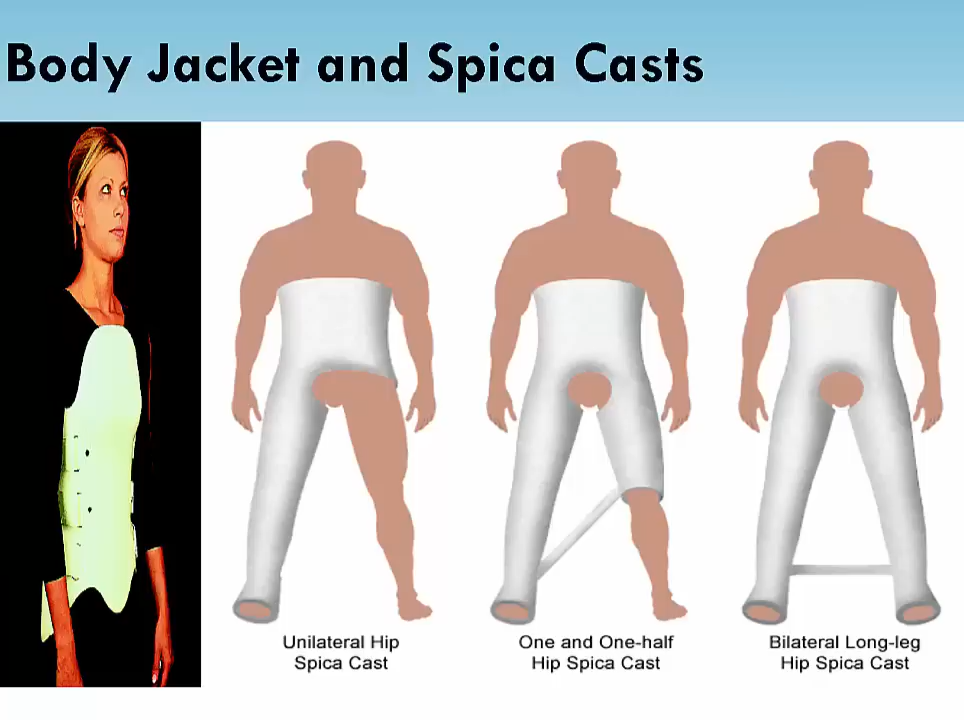 Body Jacket and Spica Casts
Unilateral Hip
Spica Cast
One and One-half
Hip Spica Cast
Bilateral Long-leg
Hip Spica Cast